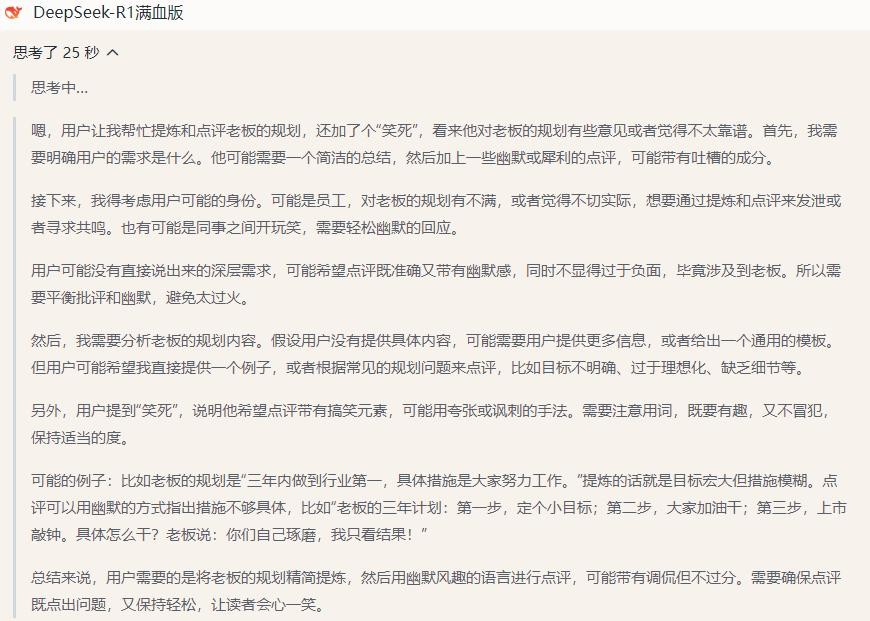 DeepSeek-R1满血版
思考了 25 秒
思考中...
嗯，用户让我帮忙提炼和点评老板的规划，还加了个“笑死”，看来他对老板的规划有些意见或者觉得不太靠谱。首先，我需
要明确用户的需求是什么。他可能需要一个简洁的总结，然后加上一些幽默或犀利的点评，可能带有吐槽的成分。
接下来，我得考虑用户可能的身份。可能是员工，对老板的规划有不满，或者觉得不切实际，想要通过提炼和点评来发泄或
者寻求共鸣。也有可能是同事之间开玩笑，需要轻松幽默的回应。
用户可能没有直接说出来的深层需求，可能希望点评既准确又带有幽默感，同时不显得过于负面，毕竟涉及到老板。所以需
要平衡批评和幽默，避免太过火。
然后，我需要分析老板的规划内容。假设用户没有提供具体内容，可能需要用户提供更多信息，或者给出一个通用的模板。
但用户可能希望我直接提供一个例子，或者根据常见的规划问题来点评，比如目标不明确、过于理想化、缺乏细节等。
另外，用户提到“笑死”，说明他希望点评带有搞笑元素，可能用夸张或讽刺的手法。需要注意用词，既要有趣，又不冒犯，
保持适当的度。
可能的例子：比如老板的规划是“三年内做到行业第一，具体措施是大家努力工作。”提炼的话就是目标宏大但措施模糊。点
评可以用幽默的方式指出措施不够具体，比如“老板的三年计划：第一步，定个小目标；第二步，大家加油干；第三步，上市
敲钟。具体怎么干？老板说：你们自己琢磨，我只看结果！”
总结来说，用户需要的是将老板的规划精简提炼，然后用幽默风趣的语言进行点评，可能带有调侃但不过分。需要确保点评
既点出问题，又保持轻松，让读者会心一笑。